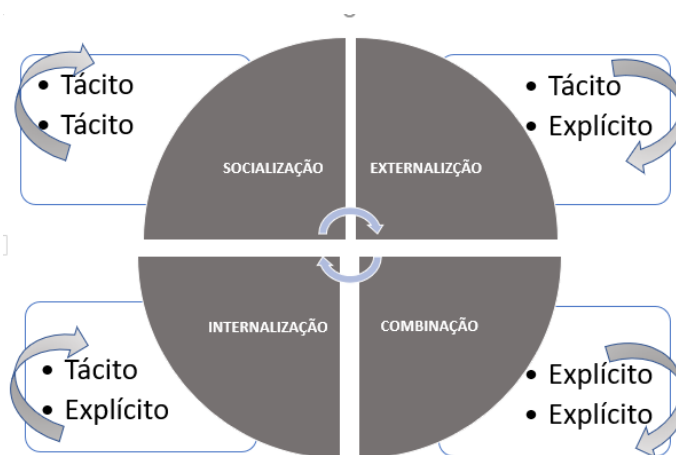 • Tácito
• Tácito
SOCIALIZAÇÃO
EXTERNALIZÇÃO
• Tácito
• Explícito
• Tácito
• Explícito
INTERNALIZAÇÃO
COMBINAÇÃO
• Explícito
• Explícito